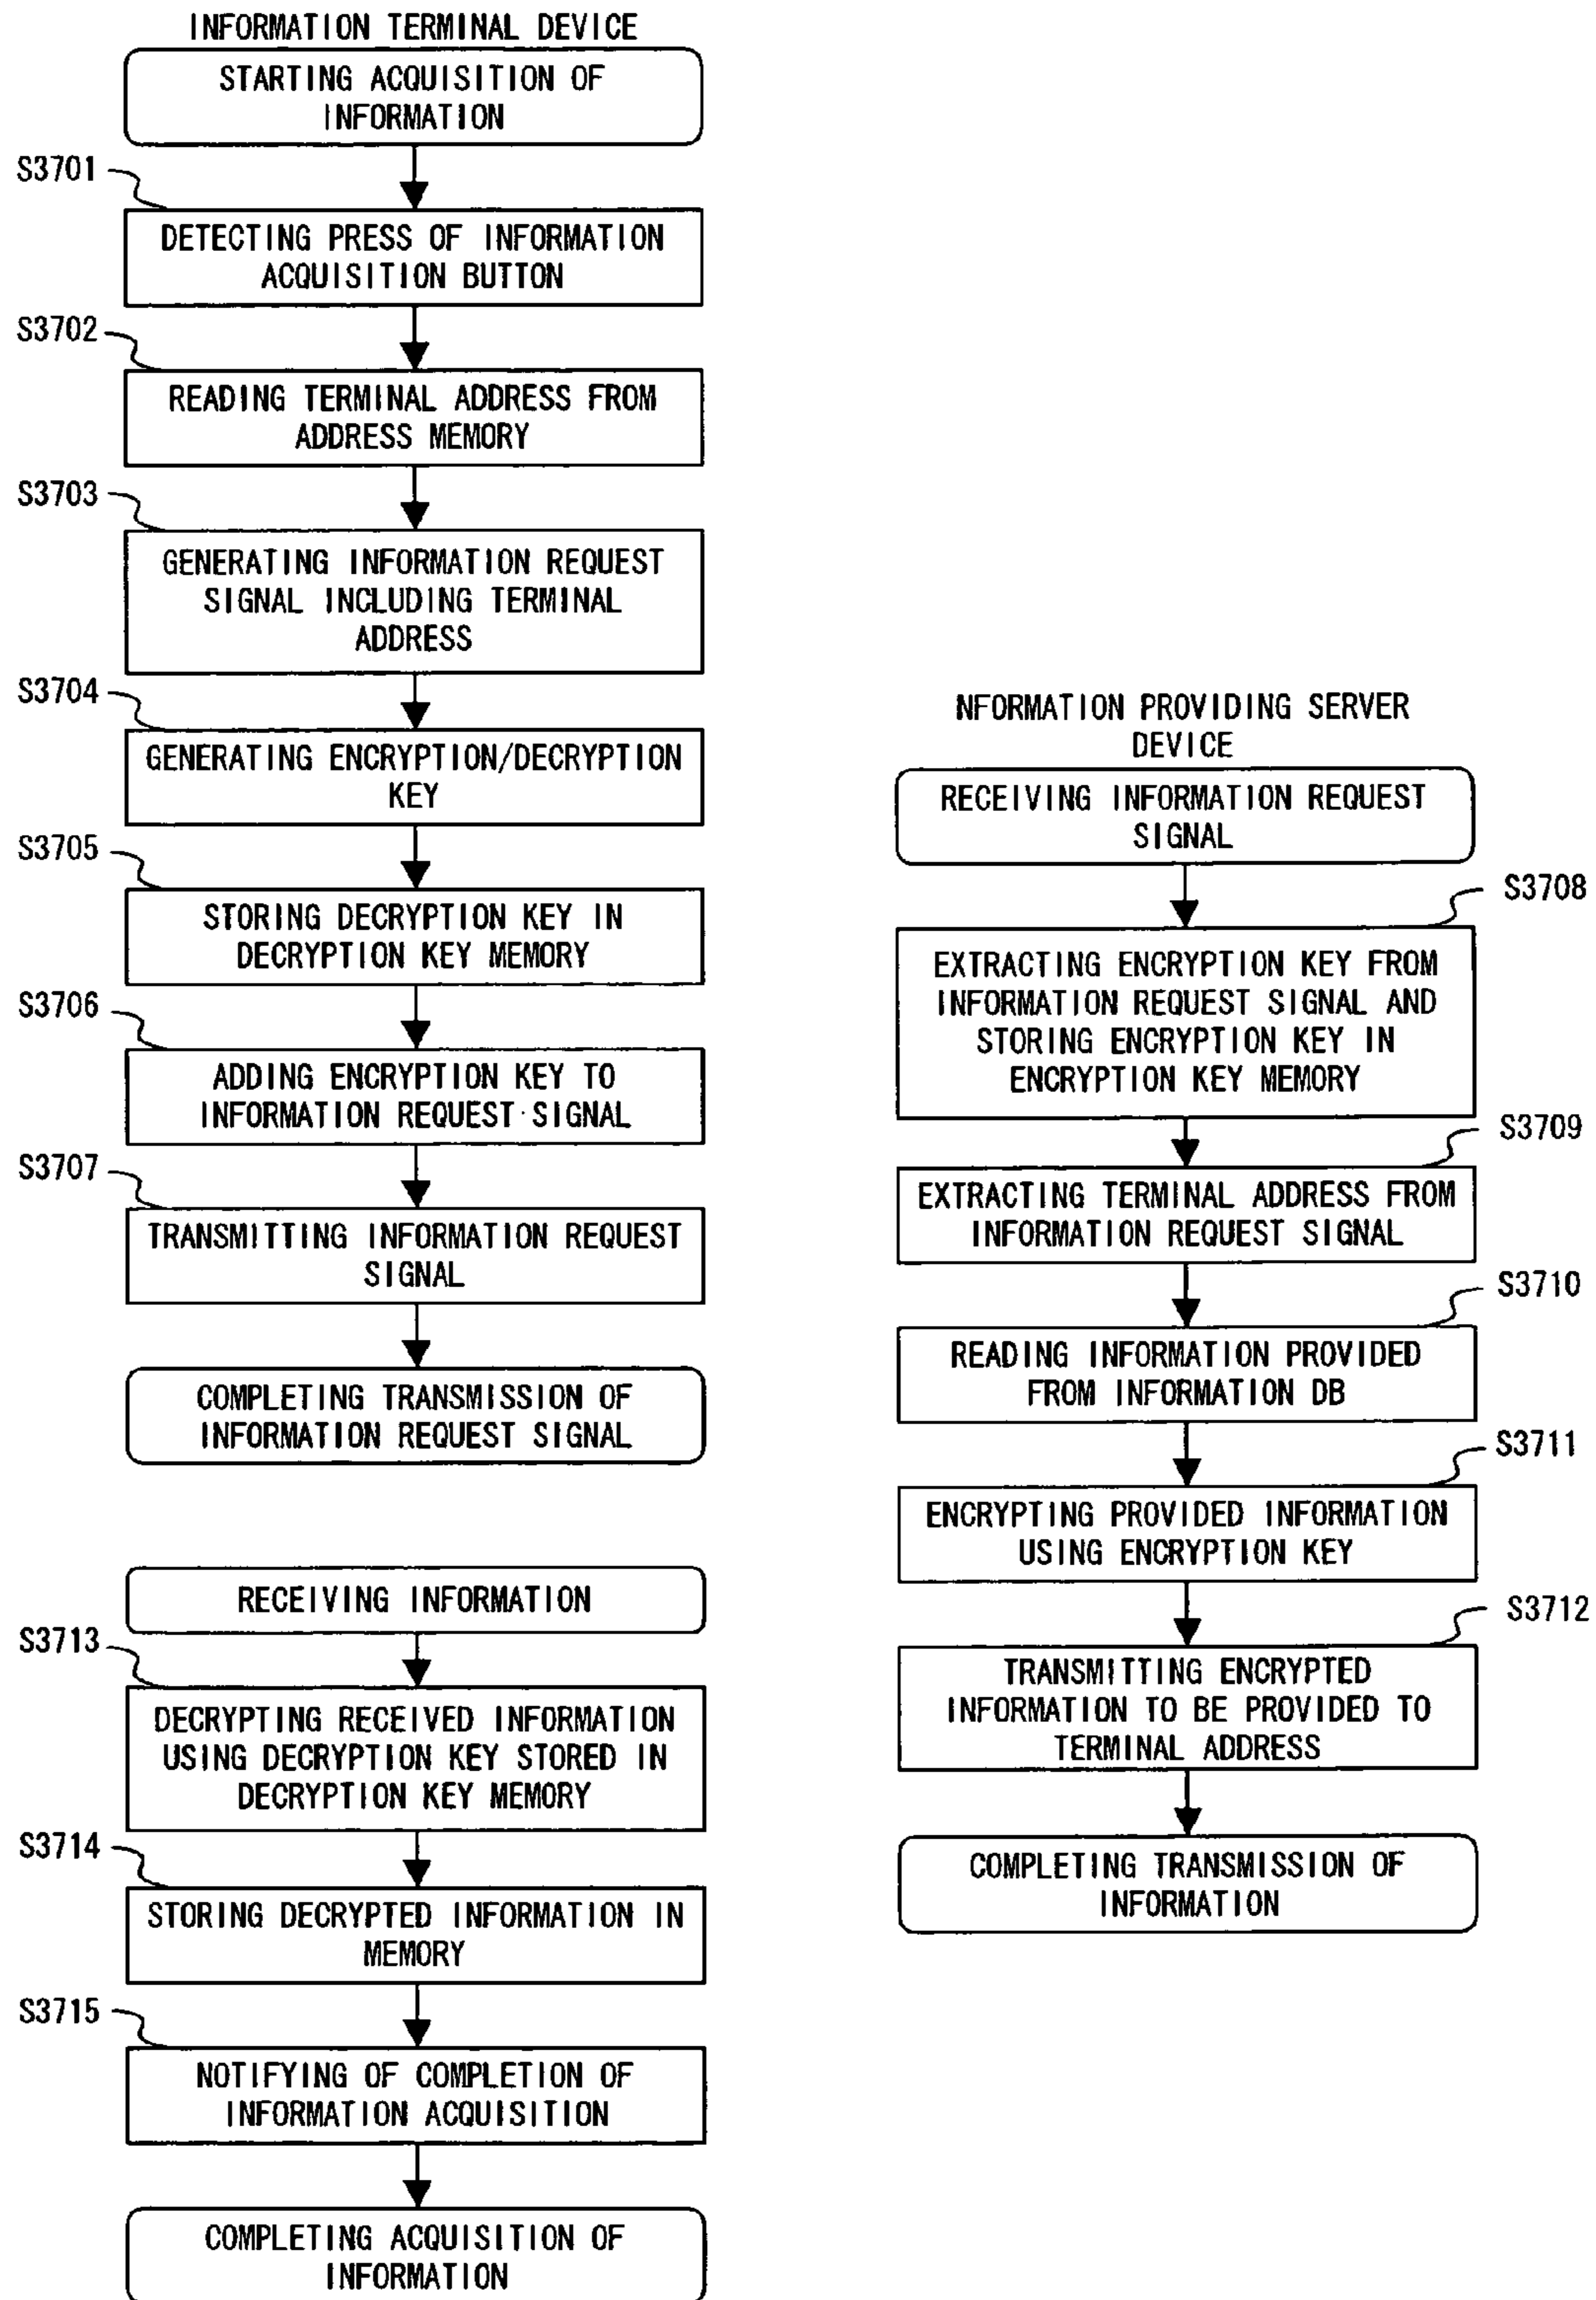 INFORMATION TERMINAL DEVICE
STARTING ACQUISITION OF
INFORMATION
S3701
DETECTING PRESS OF INFORMATION
ACQUISITION BUTTON
S3702
READING TERMINAL ADDRESS FROM
ADDRESS MEMORY
S3703
GENERATING INFORMATION REQUEST
SIGNAL INCLUDING TERMINAL
ADDRESS
S3704
GENERATING ENCRYPTION/DECRYPTION
KEY
S3705
STORING DECRYPTION KEY IN
DECRYPTION KEY MEMORY
S3706
ADDING ENCRYPTION KEY TO
INFORMATION REQUEST SIGNAL
S3707
TRANSMITTING INFORMATION REQUEST
SIGNAL
COMPLETING TRANSMISSION OF
INFORMATION REQUEST SIGNAL
RECEIVING INFORMATION
S3713
DECRYPTING RECEIVED INFORMATION
USING DECRYPTION KEY STORED IN
DECRYPTION KEY MEMORY
S3714
STORING DECRYPTED INFORMATION IN
MEMORY
S3715
NOTIFYING OF COMPLETION OF
INFORMATION ACQUISITION
COMPLETING ACQUISITION OF
INFORMATION
NFORMATION PROVIDING SERVER
DEVICE
RECEIVING INFORMATION REQUEST
SIGNAL
S3708
EXTRACTING ENCRYPTION KEY FROM
INFORMATION REQUEST SIGNAL AND
STORING ENCRYPTION KEY IN
ENCRYPTION KEY MEMORY
S3709
EXTRACTING TERMINAL ADDRESS FROM
INFORMATION REQUEST SIGNAL
S3710
READING INFORMATION PROVIDED
FROM INFORMATION DB
S3711
ENCRYPTING PROVIDED INFORMATION
USING ENCRYPTION KEY
S3712
TRANSMITTING ENCRYPTED
INFORMATION TO BE PROVIDED TO
TERMINAL ADDRESS
COMPLETING TRANSMISSION OF
INFORMATION